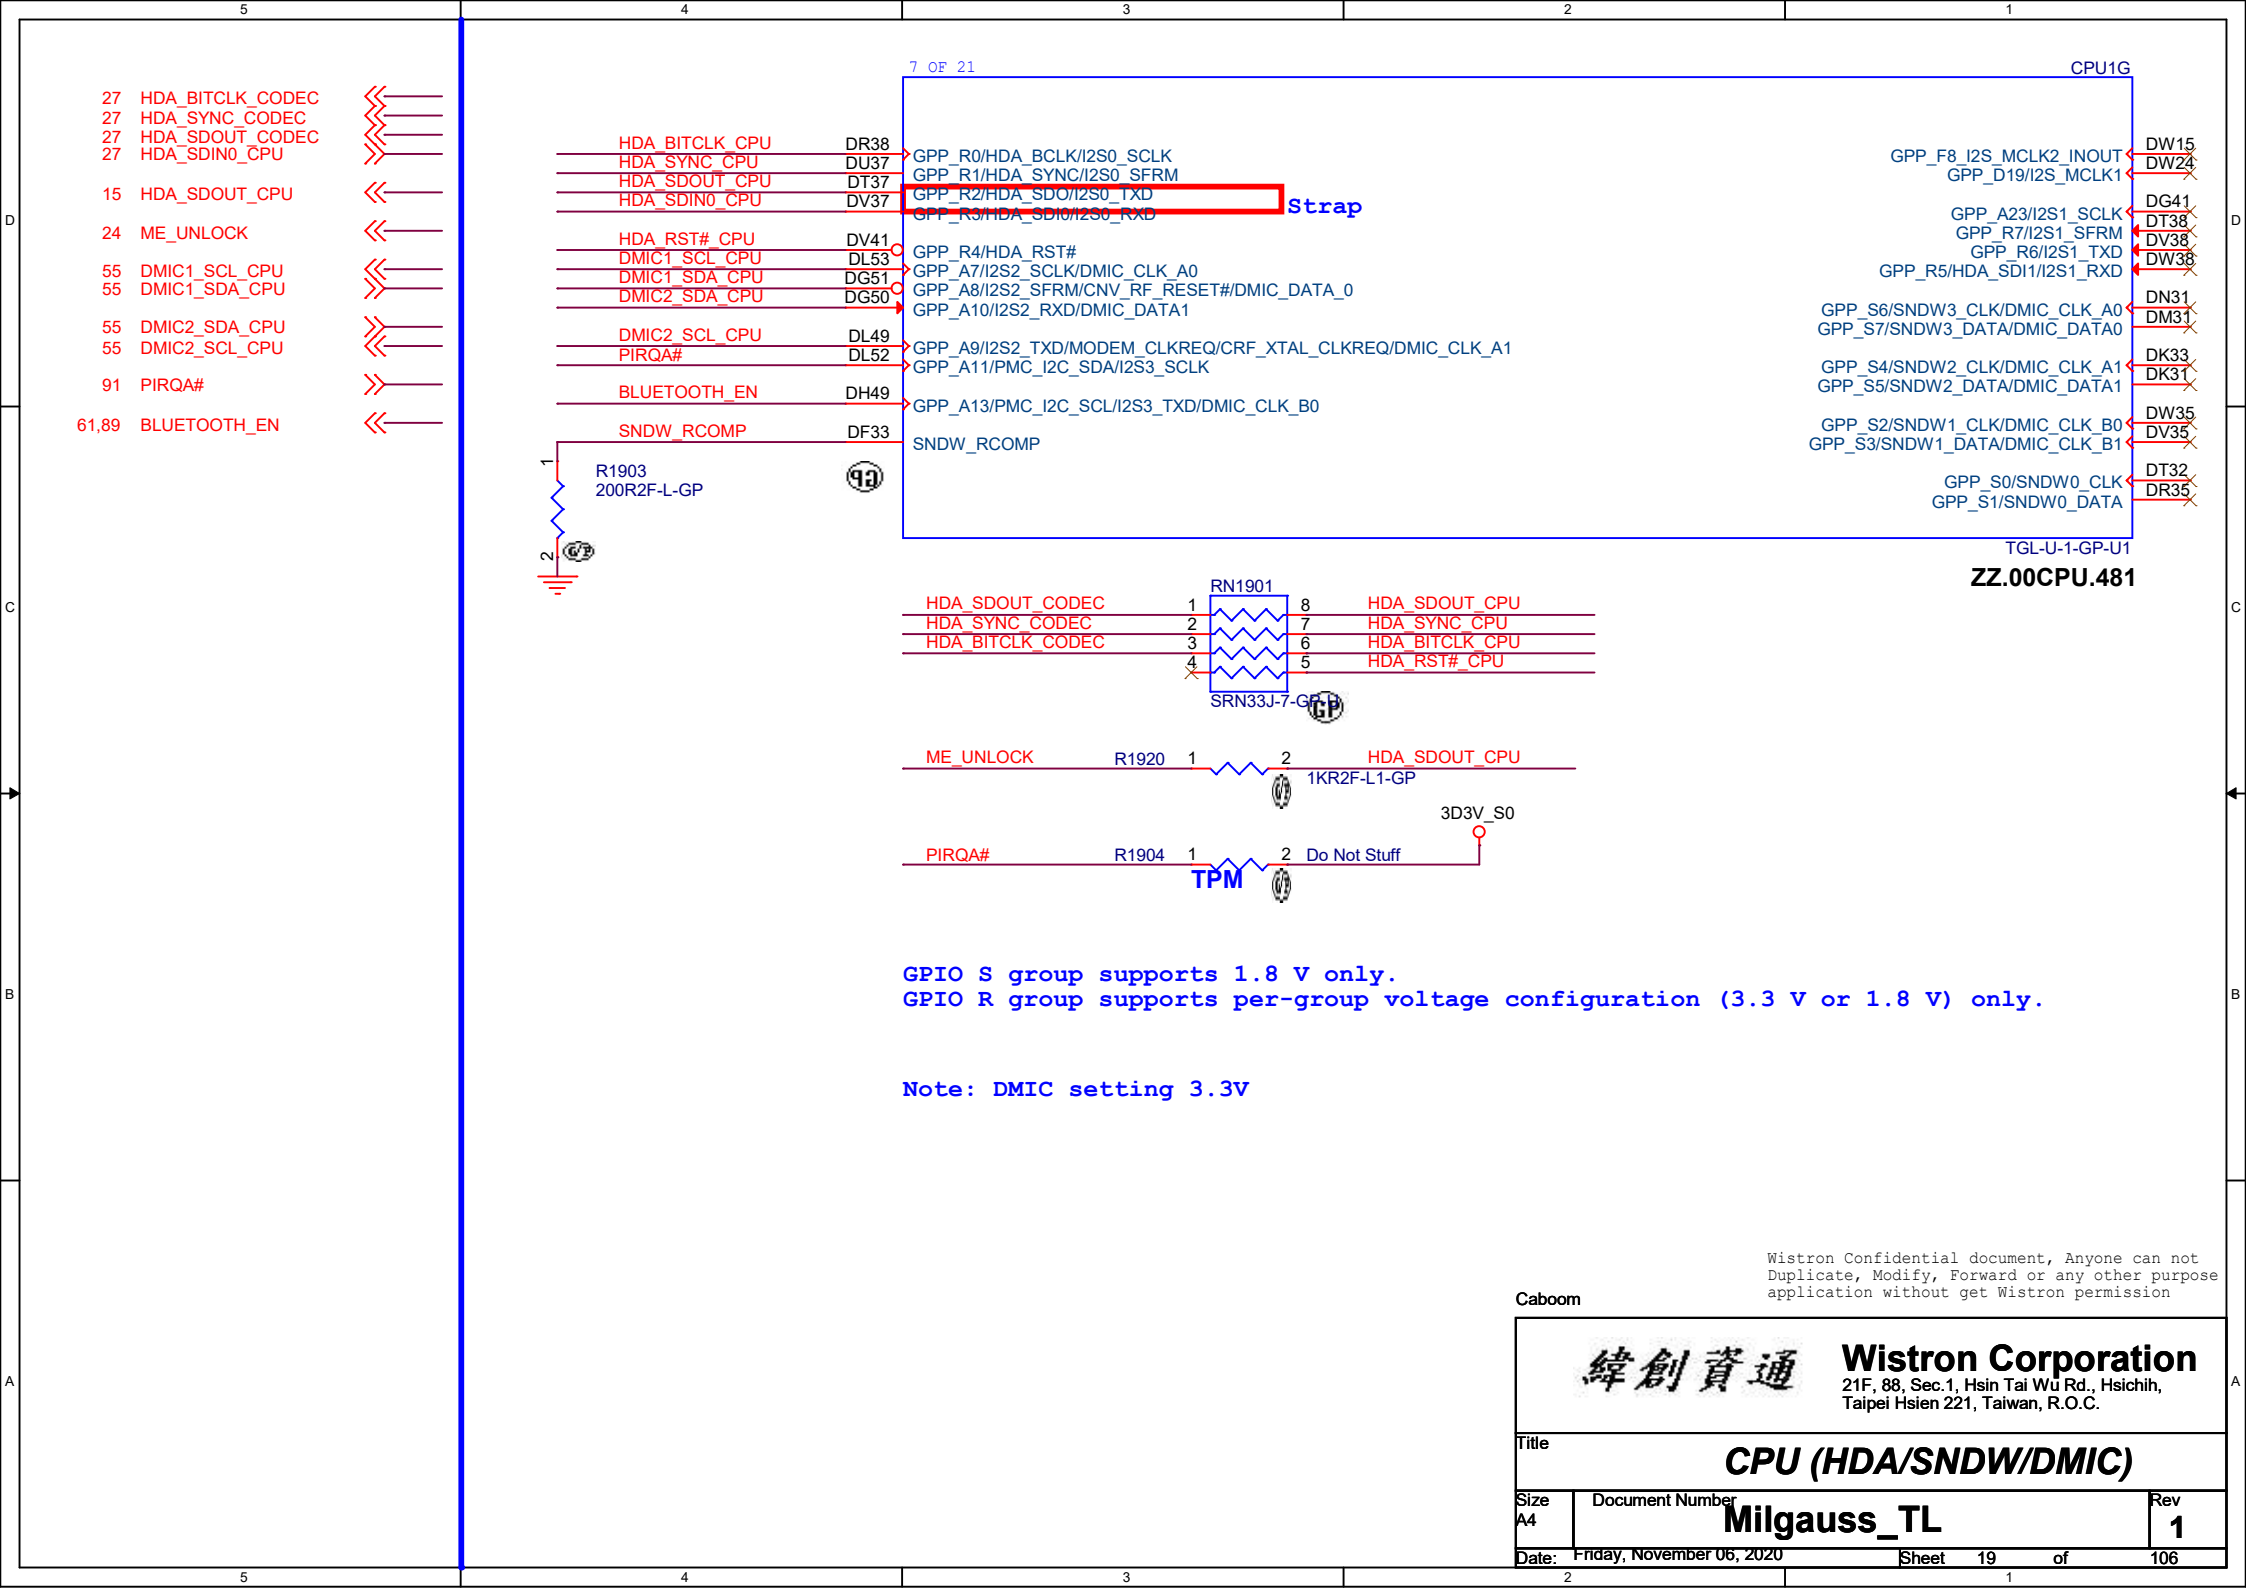 5 4 3 2 1
7 OF 21
CPU1G
27 HDA_BITCLK_CODEC
27 HDA_SYNC_CODEC
27 HDA_SDOUT_CODEC
27 HDA_SDIN0_CPU
15 HDA_SDOUT_CPU
24 ME_UNLOCK
55 DMIC1_SCL_CPU
55 DMIC1_SDA_CPU
55 DMIC2_SDA_CPU
55 DMIC2_SCL_CPU
91 PIRQA#
61,89 BLUETOOTH_EN
HDA_BITCLK_CPU DR38 GPP_R0/HDA_BCLK/I2S0_SCLK
HDA_SYNC_CPU DU37 GPP_R1/HDA_SYNC/I2S0_SFRM
HDA_SDOUT_CPU DT37 GPP_R2/HDA_SDO/I2S0_TXD
HDA_SDIN0_CPU DV37 GPP_R3/HDA_SDI0/I2S0_RXD
Strap
HDA_RST#_CPU DV41 GPP_R4/HDA_RST#
DMIC1_SCL_CPU DL53 GPP_A7/I2S2_SCLK/DMIC_CLK_A0
DMIC1_SDA_CPU DG51 GPP_A8/I2S2_SFRM/CNV_RF_RESET#/DMIC_DATA_0
DMIC2_SDA_CPU DG50 GPP_A10/I2S2_RXD/DMIC_DATA1
DMIC2_SCL_CPU DL49 GPP_A9/I2S2_TXD/MODEM_CLKREQ/CRF_XTAL_CLKREQ/DMIC_CLK_A1
PIRQA# DL52 GPP_A11/PMC_I2C_SDA/I2S3_SCLK
BLUETOOTH_EN DH49 GPP_A13/PMC_I2C_SCL/I2S3_TXD/DMIC_CLK_B0
SNDW_RCOMP DF33 SNDW_RCOMP
GPP_F8_I2S_MCLK2_INOUT DW15
GPP_D19/I2S_MCLK1 DW24
GPP_A23/I2S1_SCLK DG41
GPP_R7/I2S1_SFRM DT38
GPP_R6/I2S1_TXD DV38
GPP_R5/HDA_SDI1/I2S1_RXD DW38
GPP_S6/SNDW3_CLK/DMIC_CLK_A0 DN31
GPP_S7/SNDW3_DATA/DMIC_DATA0 DM31
GPP_S4/SNDW2_CLK/DMIC_CLK_A1 DK33
GPP_S5/SNDW2_DATA/DMIC_DATA1 DK31
GPP_S2/SNDW1_CLK/DMIC_CLK_B0 DW35
GPP_S3/SNDW1_DATA/DMIC_CLK_B1 DV35
GPP_S0/SNDW0_CLK DT32
GPP_S1/SNDW0_DATA DR35
1
R1903
200R2F-L-GP
GP
2
G/P
TGL-U-1-GP-U1
ZZ.00CPU.481
RN1901
HDA_SDOUT_CODEC 1 8 HDA_SDOUT_CPU
HDA_SYNC_CODEC 2 7 HDA_SYNC_CPU
HDA_BITCLK_CODEC 3 6 HDA_BITCLK_CPU
4 5 HDA_RST#_CPU
SRN33J-7-GP-U
GP
ME_UNLOCK R1920 1 2 HDA_SDOUT_CPU
1KR2F-L1-GP
G/P
3D3V_S0
PIRQA# R1904 1 2 Do Not Stuff
TPM
G/P
GPIO S group supports 1.8 V only.
GPIO R group supports per-group voltage configuration (3.3 V or 1.8 V) only.
Note: DMIC setting 3.3V
D D
C C
B B
A A
Wistron Confidential document, Anyone can not
Duplicate, Modify, Forward or any other purpose
application without get Wistron permission
Caboom
緯創資通
Wistron Corporation
21F, 88, Sec.1, Hsin Tai Wu Rd., Hsichih,
Taipei Hsien 221, Taiwan, R.O.C.
Title
CPU (HDA/SNDW/DMIC)
Size Document Number Rev
A4 Milgauss_TL 1
Date: Friday, November 06, 2020 Sheet 19 of 106
5 4 3 2 1